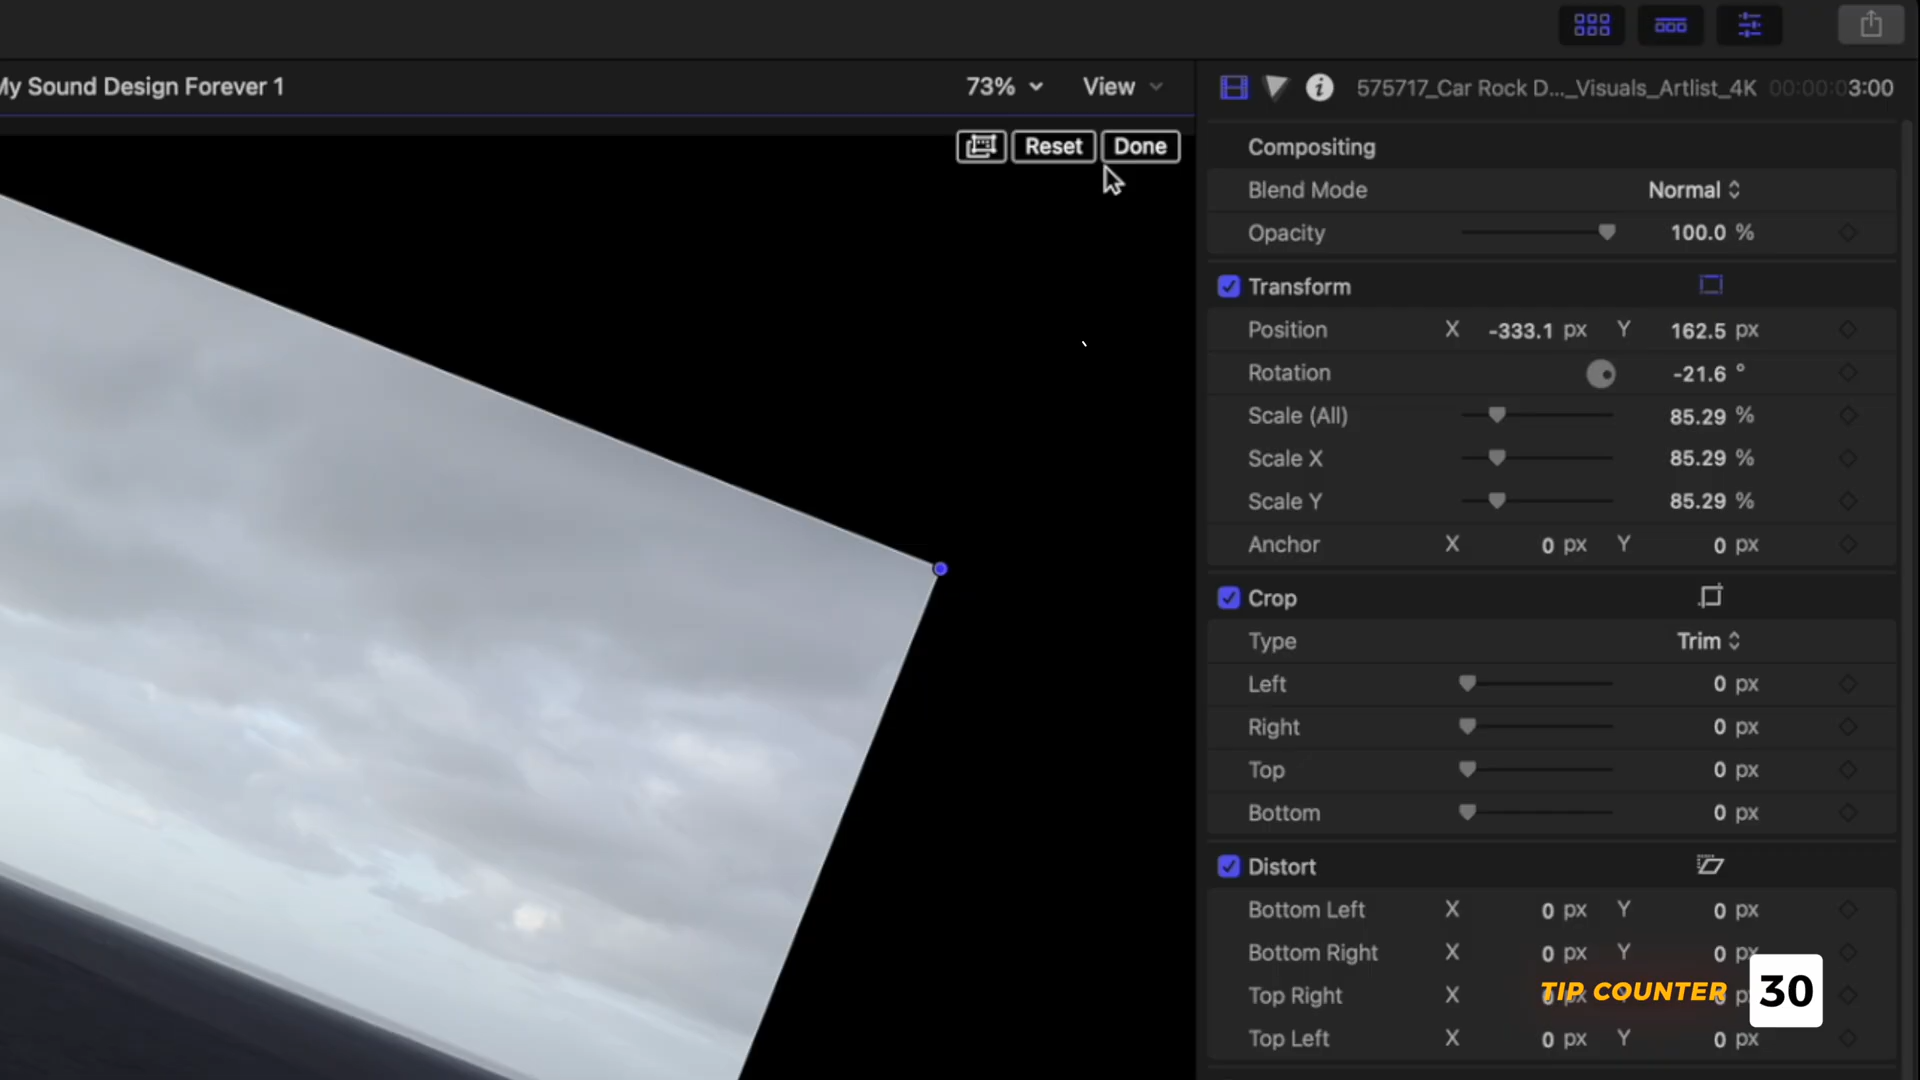 My Sound Design Forever 1
73%
View
575717_Car Rock D..._Visuals_Artlist_4K
00:00:03:00
Reset
Done
Compositing
Blend Mode
Normal
Opacity
100.0 %
Transform
Position
X -333.1 px Y 162.5 px
Rotation
-21.6 °
Scale (All)
85.29 %
Scale X
85.29 %
Scale Y
85.29 %
Anchor
X 0 px Y 0 px
Crop
Type
Trim
Left
0 px
Right
0 px
Top
0 px
Bottom
0 px
Distort
Bottom Left
X 0 px Y 0 px
Bottom Right
X 0 px Y 0 px
Top Right
X 0 px Y 0 p
Top Left
X 0 px Y 0 px
TIP COUNTER
30